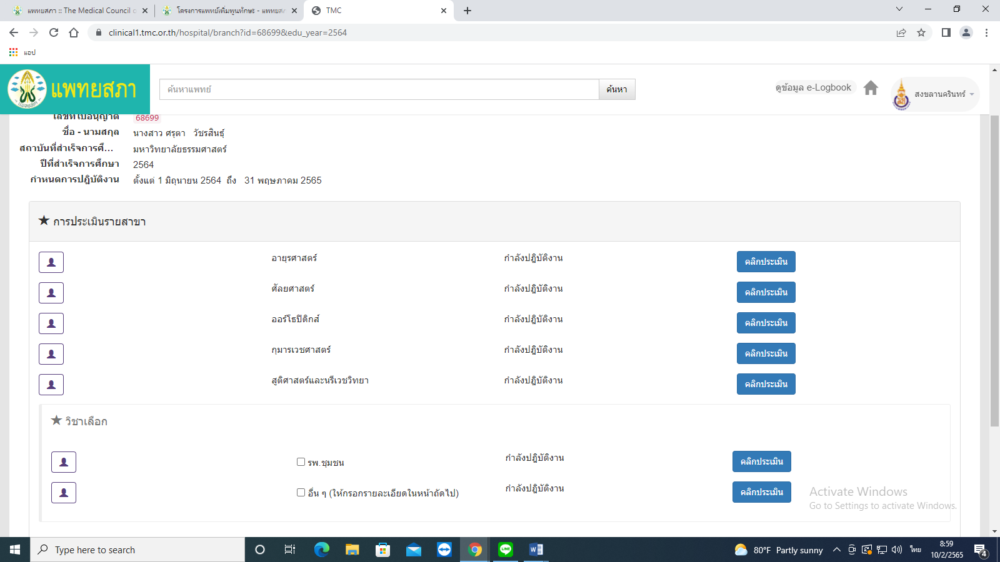 แพทยสภา :: The Medical Council o
โครงการแพทย์เพิ่มพูนทักษะ - แพทยสภ
TMC
clinical1.tmc.or.th/hospital/branch?id=68699&edu_year=2564
แอป
แพทยสภา
ค้นหาแพทย์
ค้นหา
ดูข้อมูล e-Logbook
สงขลานครินทร์
เลขที่ใบอนุญาต 68699
ชื่อ - นามสกุล นางสาว ศรุตา วัชรสินธุ์
สถาบันที่สำเร็จการศึ... มหาวิทยาลัยธรรมศาสตร์
ปีที่สำเร็จการศึกษา 2564
กำหนดการปฏิบัติงาน ตั้งแต่ 1 มิถุนายน 2564 ถึง 31 พฤษภาคม 2565
★ การประเมินรายสาขา
อายุรศาสตร์ กำลังปฎิบัติงาน คลิกประเมิน
ศัลยศาสตร์ กำลังปฎิบัติงาน คลิกประเมิน
ออร์โธปิดิกส์ กำลังปฎิบัติงาน คลิกประเมิน
กุมารเวชศาสตร์ กำลังปฎิบัติงาน คลิกประเมิน
สูติศาสตร์และนรีเวชวิทยา กำลังปฎิบัติงาน คลิกประเมิน
★ วิชาเลือก
รพ.ชุมชน กำลังปฎิบัติงาน คลิกประเมิน
อื่น ๆ (ให้กรอกรายละเอียดในหน้าถัดไป) กำลังปฎิบัติงาน คลิกประเมิน
Activate Windows
Go to Settings to activate Windows.
Type here to search
80°F Partly sunny
ไทย
8:59
10/2/2565
4